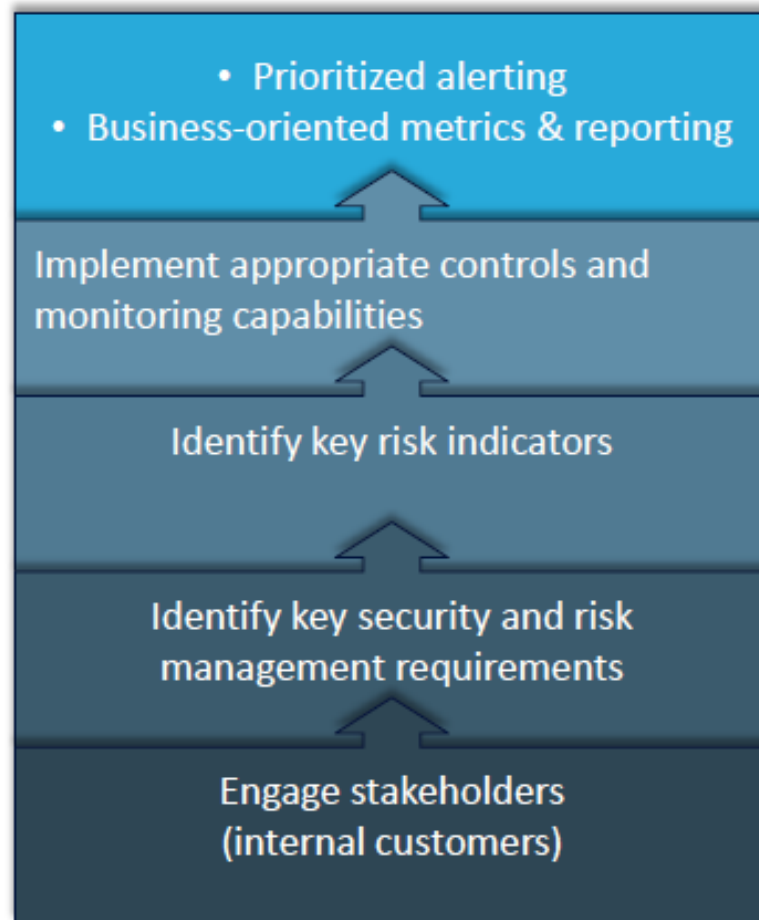 • Prioritized alerting
• Business-oriented metrics & reporting
Implement appropriate controls and
monitoring capabilities
Identify key risk indicators
Identify key security and risk
management requirements
Engage stakeholders
(internal customers)